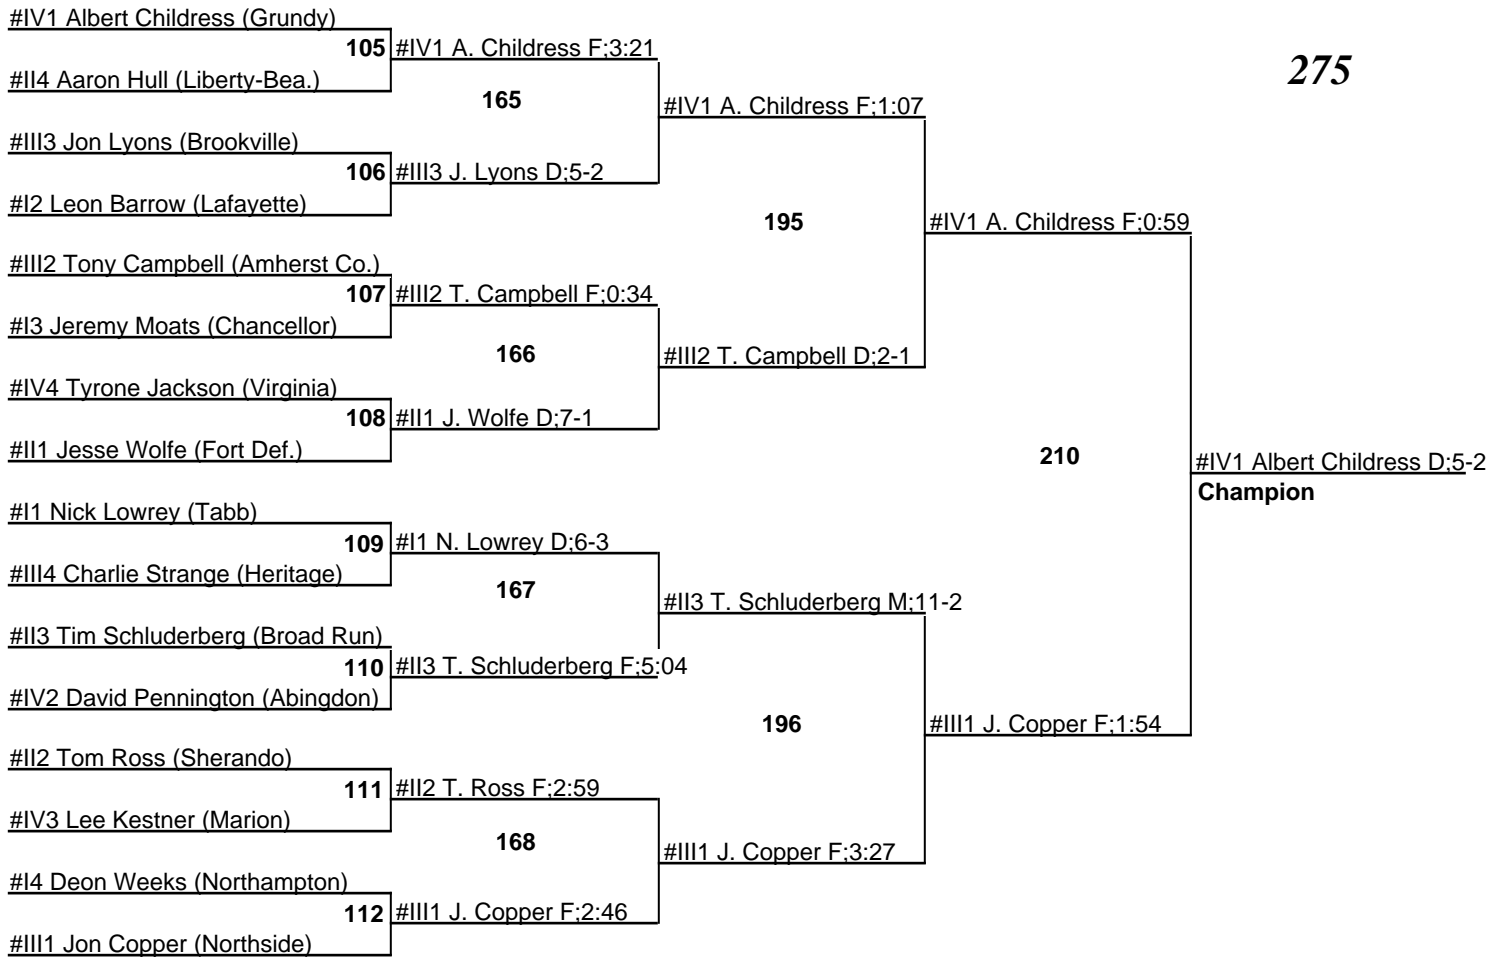 #IV1 Albert Childress (Grundy)
105 #IV1 A. Childress F;3:21
275
#II4 Aaron Hull (Liberty-Bea.)
165
#IV1 A. Childress F;1:07
#III3 Jon Lyons (Brookville)
106 #III3 J. Lyons D;5-2
#I2 Leon Barrow (Lafayette)
195
#IV1 A. Childress F;0:59
#III2 Tony Campbell (Amherst Co.)
107 #III2 T. Campbell F;0:34
#I3 Jeremy Moats (Chancellor)
166
#III2 T. Campbell D;2-1
#IV4 Tyrone Jackson (Virginia)
108 #II1 J. Wolfe D;7-1
#II1 Jesse Wolfe (Fort Def.)
210
#IV1 Albert Childress D;5-2
Champion
#I1 Nick Lowrey (Tabb)
109 #I1 N. Lowrey D;6-3
#III4 Charlie Strange (Heritage)
167
#II3 T. Schluderberg M;11-2
#II3 Tim Schluderberg (Broad Run)
110 #II3 T. Schluderberg F;5:04
#IV2 David Pennington (Abingdon)
196
#III1 J. Copper F;1:54
#II2 Tom Ross (Sherando)
111 #II2 T. Ross F;2:59
#IV3 Lee Kestner (Marion)
168
#III1 J. Copper F;3:27
#I4 Deon Weeks (Northampton)
112 #III1 J. Copper F;2:46
#III1 Jon Copper (Northside)